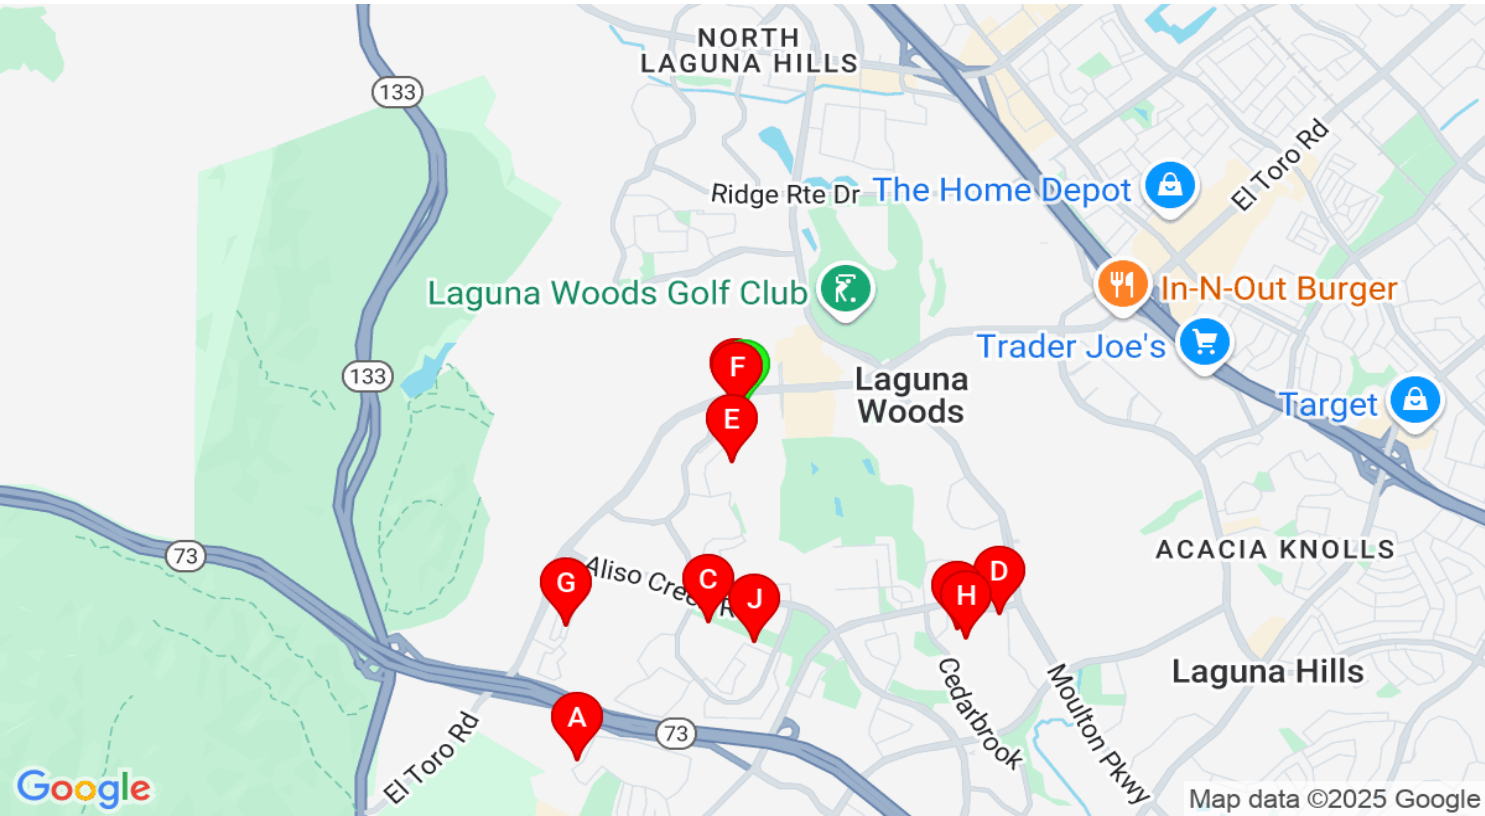 NORTH
LAGUNA HILLS
133
El Toro Rd
Ridge Rte Dr
The Home Depot
Laguna Woods Golf Club
In-N-Out Burger
Trader Joe's
F
133
Laguna
Woods
Target
E
73
ACACIA KNOLLS
G
Aliso Cree
R
C
J
H
D
Laguna Hills
Cedarbrook
Moulton Pkwy
A
73
El Toro Rd
Google
Map data ©2025 Google